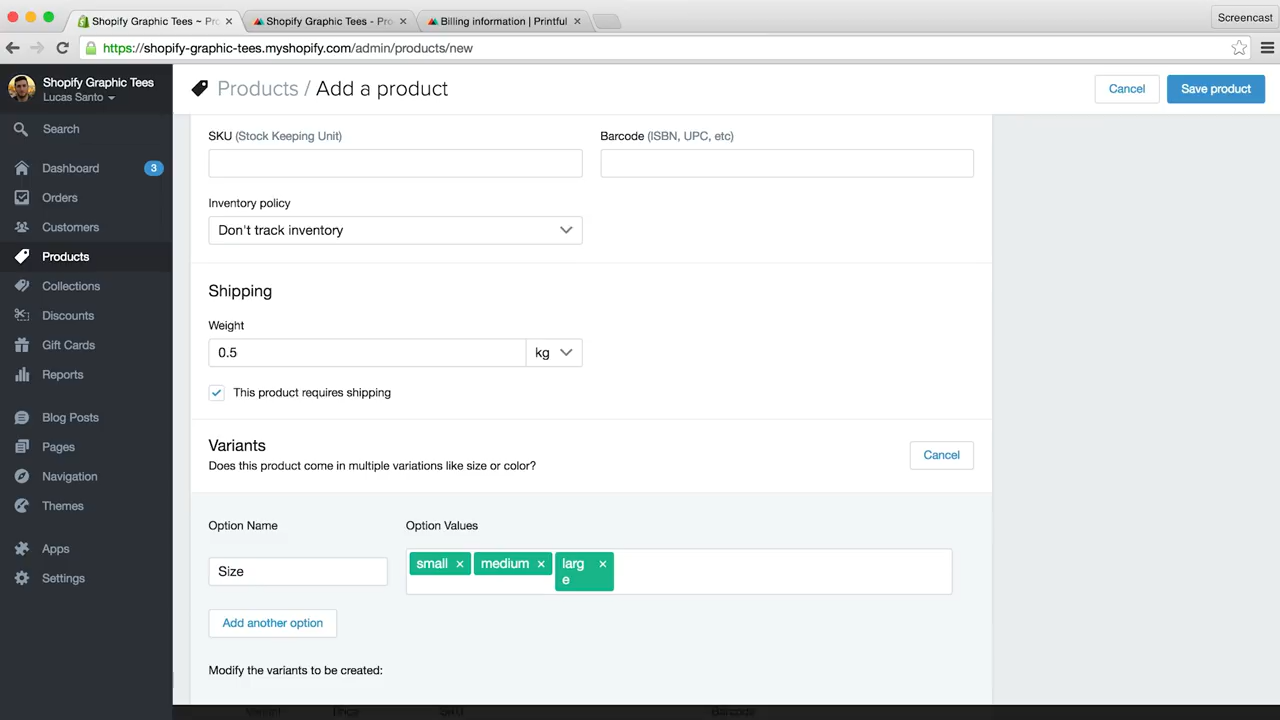 Shopify Graphic Tees ~ Pro ×
Shopify Graphic Tees - Pro ×
Billing information | Printful ×
Screencast
https://shopify-graphic-tees.myshopify.com/admin/products/new
Shopify Graphic Tees
Lucas Santo
Products / Add a product
Cancel
Save product
Search
Dashboard
3
Orders
Customers
Products
Collections
Discounts
Gift Cards
Reports
Blog Posts
Pages
Navigation
Themes
Apps
Settings
SKU (Stock Keeping Unit)
Barcode (ISBN, UPC, etc)
Inventory policy
Don't track inventory
Shipping
Weight
0.5
kg
This product requires shipping
Variants
Does this product come in multiple variations like size or color?
Cancel
Option Name
Option Values
Size
small ×
medium ×
larg ×
e
Add another option
Modify the variants to be created:
Variant Price SKU Barcode